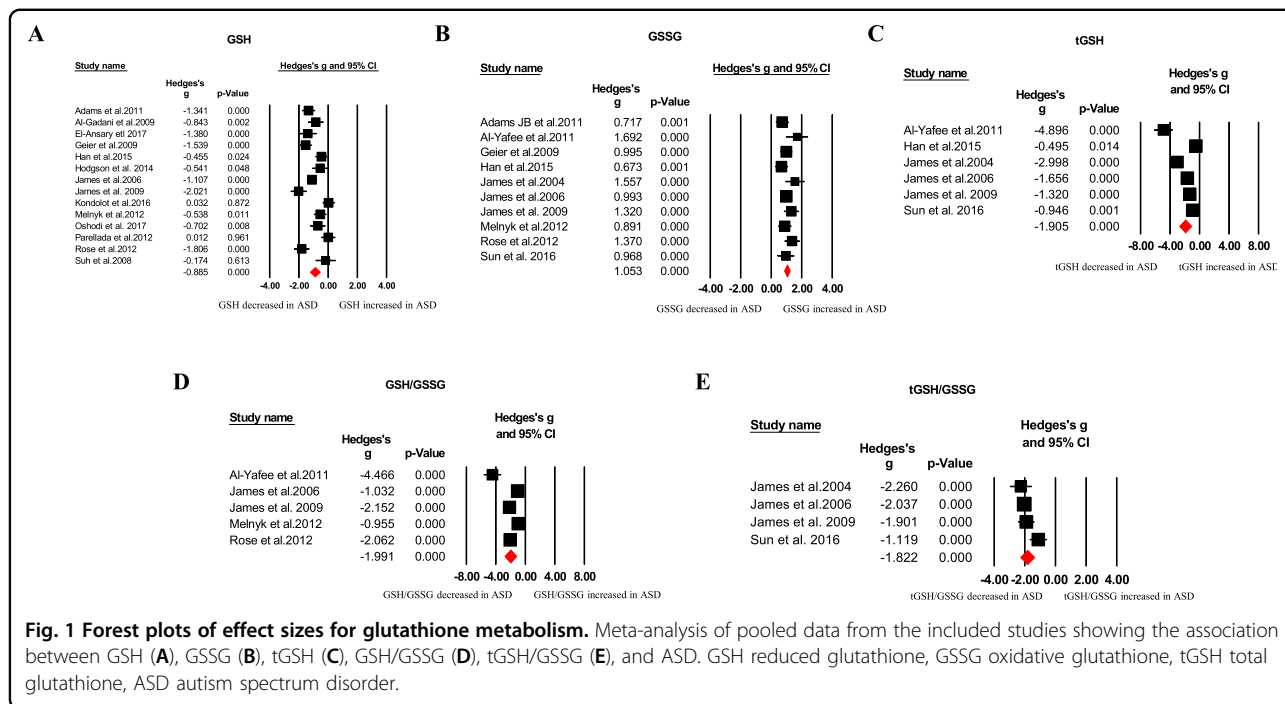 A
GSH
Study name
Hedges's g and 95% CI
Hedges's
g p-Value
Adams et al.2011 -1.341 0.000
Al-Gadani et al.2009 -0.843 0.002
El-Ansary etl 2017 -1.380 0.000
Geier et al.2009 -1.539 0.000
Han et al.2015 -0.455 0.024
Hodgson et al. 2014 -0.541 0.048
James et al.2006 -1.107 0.000
James et al. 2009 -2.021 0.000
Kondolot et al.2016 0.032 0.872
Melnyk et al.2012 -0.538 0.011
Oshodi et al. 2017 -0.702 0.008
Parellada et al.2012 0.012 0.961
Rose et al.2012 -1.806 0.000
Suh et al.2008 -0.174 0.613
-0.885 0.000
-4.00 -2.00 0.00 2.00 4.00
GSH decreased in ASD GSH increased in ASD
B
GSSG
Study name
Hedges's g and 95% CI
Hedges's
g p-Value
Adams JB et al.2011 0.717 0.001
Al-Yafee et al.2011 1.692 0.000
Geier et al.2009 0.995 0.000
Han et al.2015 0.673 0.001
James et al.2004 1.557 0.000
James et al.2006 0.993 0.000
James et al. 2009 1.320 0.000
Melnyk et al.2012 0.891 0.000
Rose et al.2012 1.370 0.000
Sun et al. 2016 0.968 0.000
1.053 0.000
-4.00 -2.00 0.00 2.00 4.00
GSSG decreased in ASD GSSG increased in ASD
C
tGSH
Study name
Hedges's g
and 95% CI
Hedges's
g p-Value
Al-Yafee et al.2011 -4.896 0.000
Han et al.2015 -0.495 0.014
James et al.2004 -2.998 0.000
James et al.2006 -1.656 0.000
James et al. 2009 -1.320 0.000
Sun et al. 2016 -0.946 0.001
-1.905 0.000
-8.00 -4.00 0.00 4.00 8.00
tGSH decreased in ASD tGSH increased in ASD
D
GSH/GSSG
Study name
Hedges's g
and 95% CI
Hedges's
g p-Value
Al-Yafee et al.2011 -4.466 0.000
James et al.2006 -1.032 0.000
James et al. 2009 -2.152 0.000
Melnyk et al.2012 -0.955 0.000
Rose et al.2012 -2.062 0.000
-1.991 0.000
-8.00 -4.00 0.00 4.00 8.00
GSH/GSSG decreased in ASD GSH/GSSG increased in ASD
E
tGSH/GSSG
Study name
Hedges's g
and 95% CI
Hedges's
g p-Value
James et al.2004 -2.260 0.000
James et al.2006 -2.037 0.000
James et al. 2009 -1.901 0.000
Sun et al. 2016 -1.119 0.000
-1.822 0.000
-4.00 -2.00 0.00 2.00 4.00
tGSH/GSSG decreased in ASD tGSH/GSSG increased in ASD
Fig. 1 Forest plots of effect sizes for glutathione metabolism. Meta-analysis of pooled data from the included studies showing the association
between GSH (A), GSSG (B), tGSH (C), GSH/GSSG (D), tGSH/GSSG (E), and ASD. GSH reduced glutathione, GSSG oxidative glutathione, tGSH total
glutathione, ASD autism spectrum disorder.